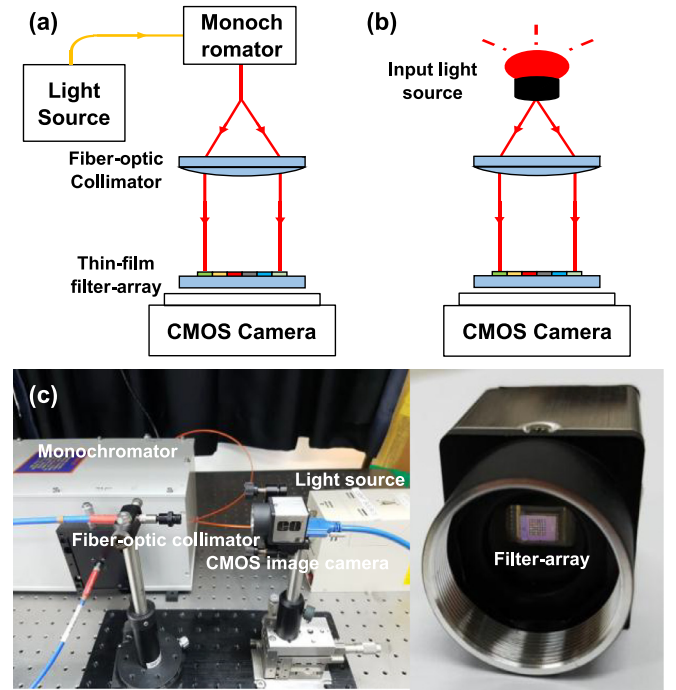 (a)
Monoch
romator
Light
Source
Fiber-optic
Collimator
Thin-film
filter-array
CMOS Camera
(b)
Input light
source
CMOS Camera
(c)
Monochromator
Light source
Fiber-optic collimator
CMOS image camera
Filter-array